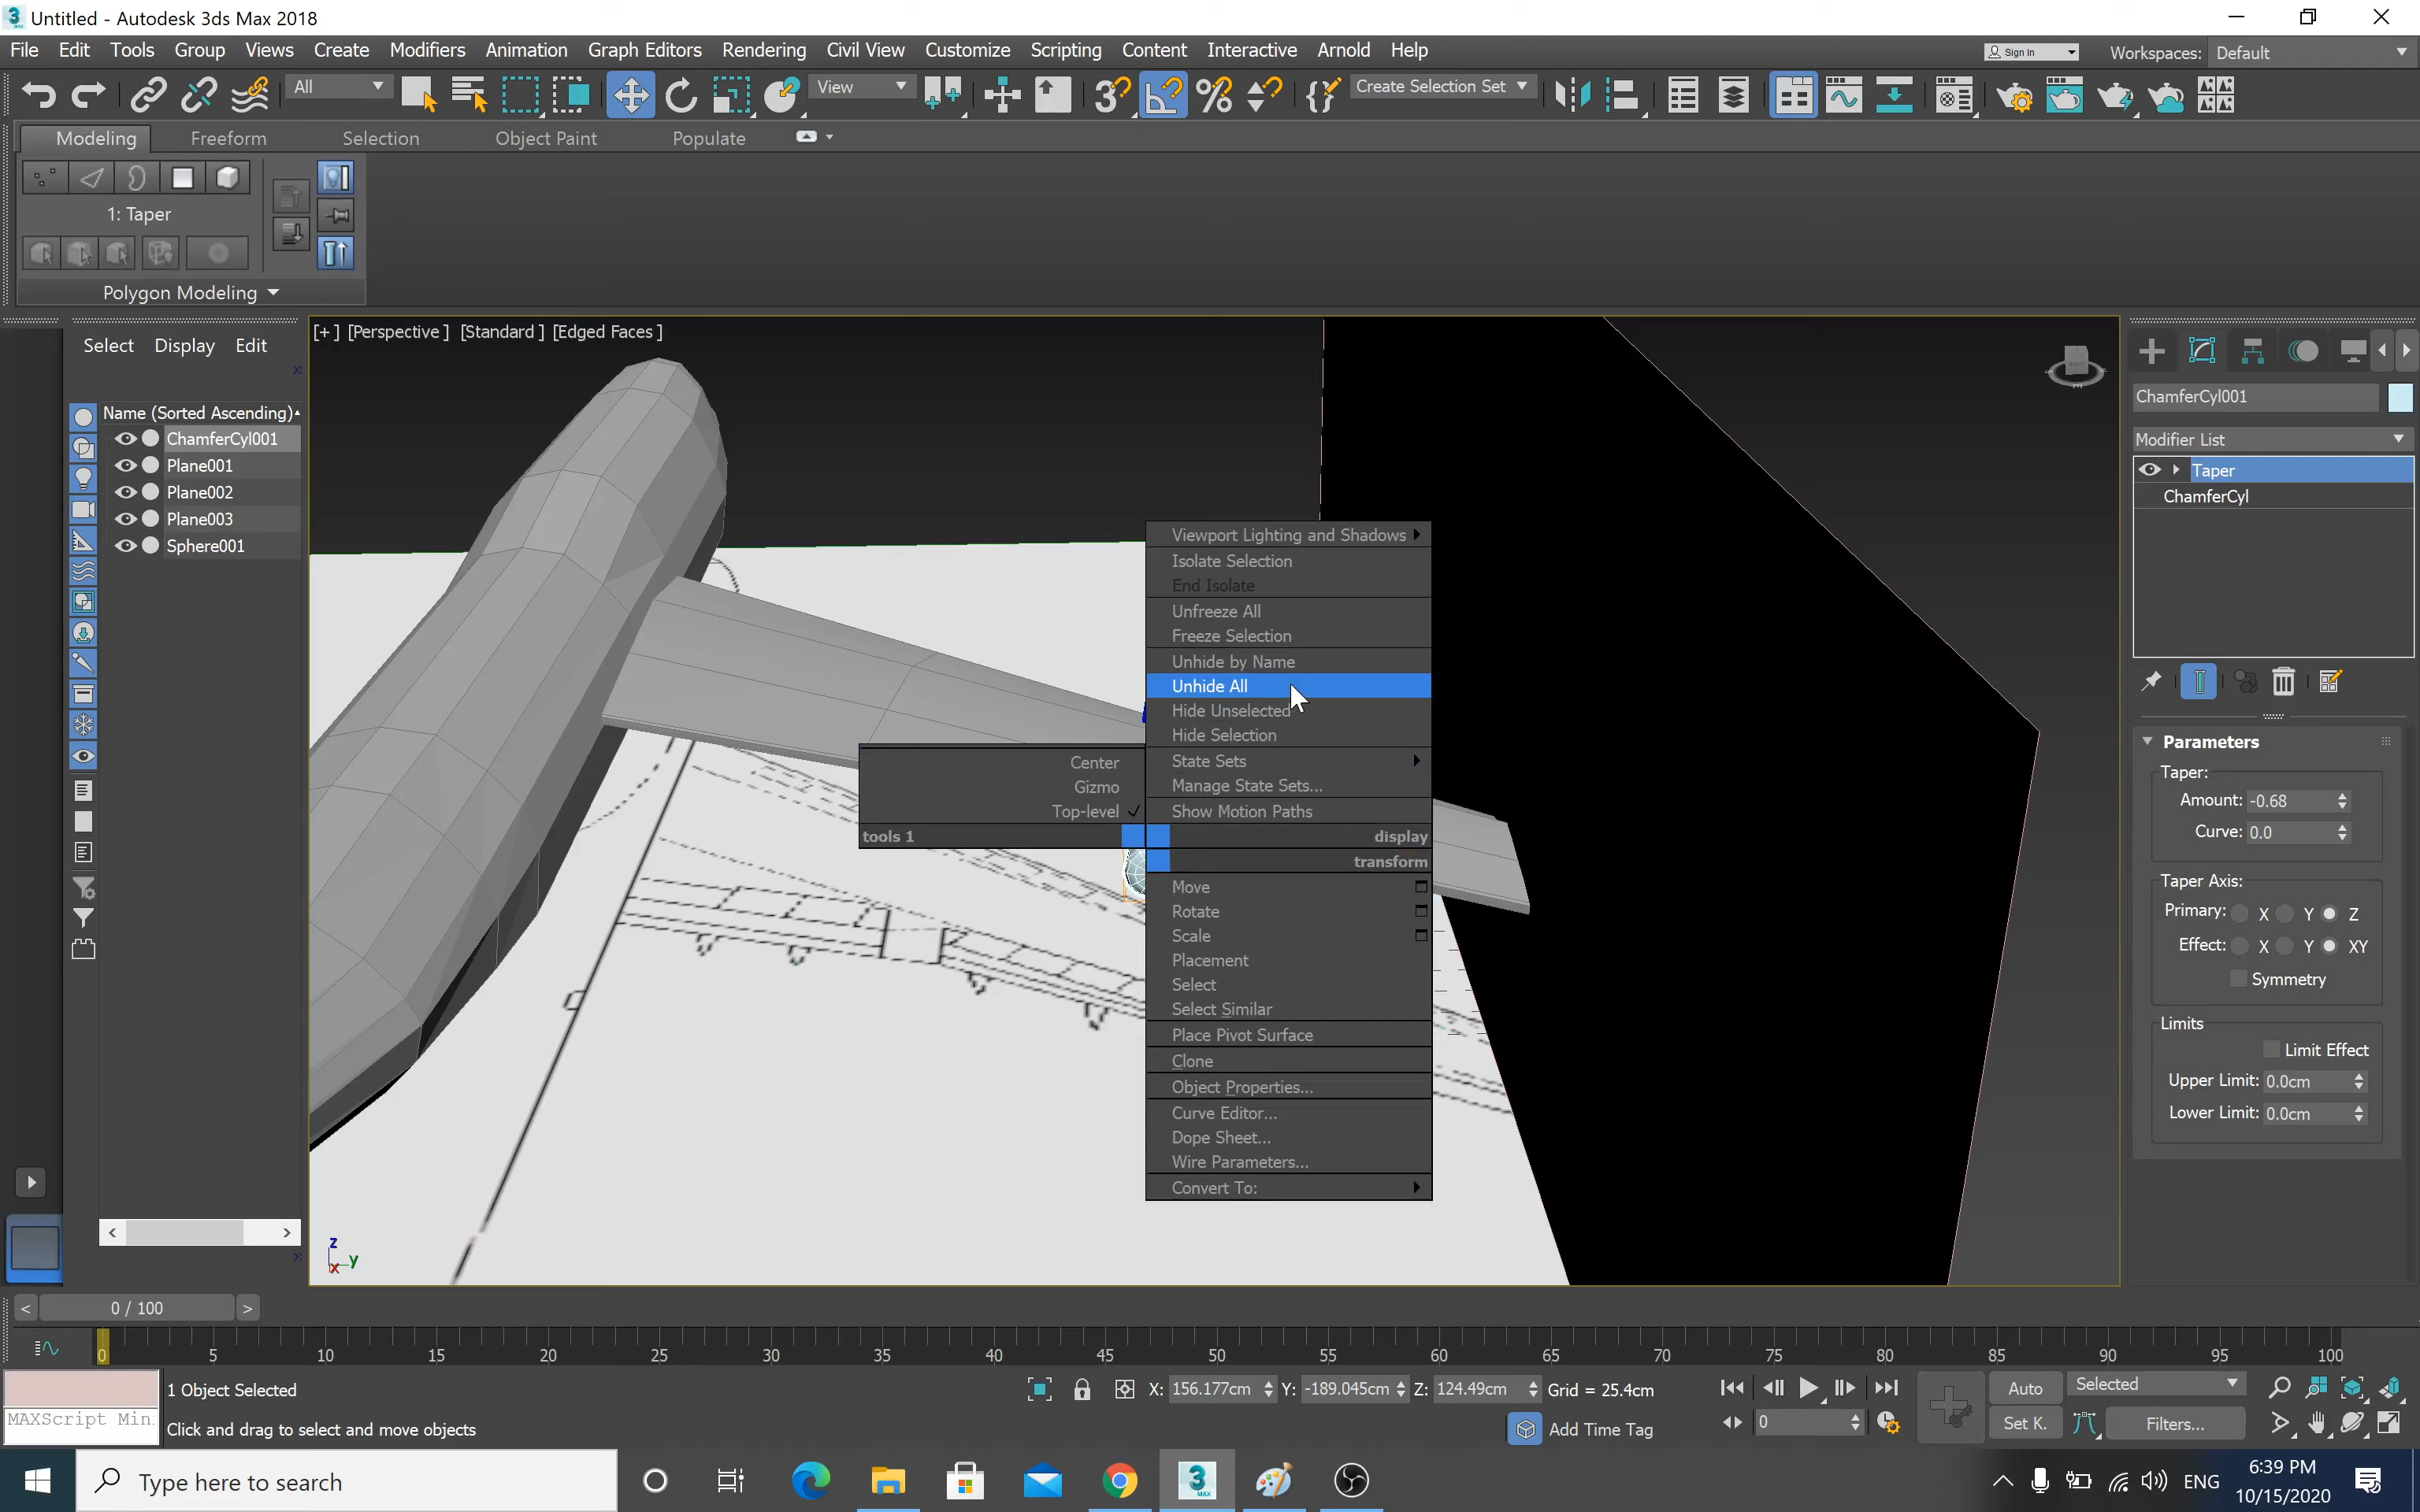 Untitled - Autodesk 3ds Max 2018
File Edit Tools Group Views Create Modifiers Animation Graph Editors Rendering Civil View Customize Scripting Content Interactive Arnold Help
Sign In
Workspaces: Default
All
View
Create Selection Set
Modeling Freeform Selection Object Paint Populate
1: Taper
Polygon Modeling
Select Display Edit
Name (Sorted Ascending)
ChamferCyl001
Plane001
Plane002
Plane003
Sphere001
[+] [Perspective] [Standard] [Edged Faces]
Viewport Lighting and Shadows
Isolate Selection
End Isolate
Unfreeze All
Freeze Selection
Unhide by Name
Unhide All
Hide Unselected
Hide Selection
State Sets
Manage State Sets...
Show Motion Paths
Center
Gizmo
Top-level
tools 1
display
transform
Move
Rotate
Scale
Placement
Select
Select Similar
Place Pivot Surface
Clone
Object Properties...
Curve Editor...
Dope Sheet...
Wire Parameters...
Convert To:
z
x
y
ChamferCyl001
Modifier List
Taper
ChamferCyl
Parameters
Taper:
Amount: -0.68
Curve: 0.0
Taper Axis:
Primary: X Y Z
Effect: X Y XY
Symmetry
Limits
Limit Effect
Upper Limit: 0.0cm
Lower Limit: 0.0cm
< 0 / 100 >
0 5 10 15 20 25 30 35 40 45 50 55 60 65 70 75 80 85 90 95 100
1 Object Selected
MAXScript Min
Click and drag to select and move objects
X: 156.177cm Y: -189.045cm Z: 124.49cm Grid = 25.4cm
Add Time Tag
0
Auto
Selected
Set K.
Filters...
Type here to search
3
MAX
ENG
6:39 PM
10/15/2020